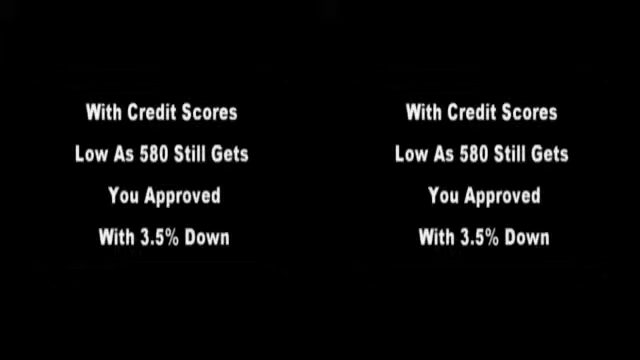 With Credit Scores
Low As 580 Still Gets
You Approved
With 3.5% Down
With Credit Scores
Low As 580 Still Gets
You Approved
With 3.5% Down